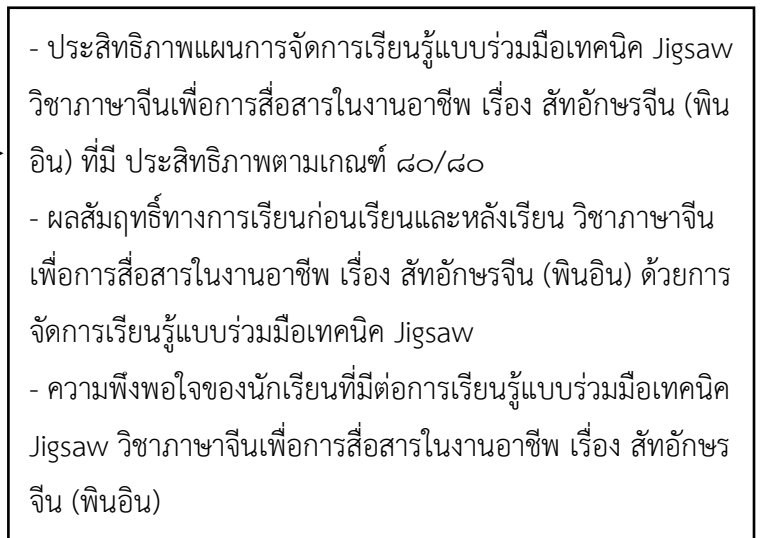 - ประสิทธิภาพแผนการจัดการเรียนรู้แบบร่วมมือเทคนิค Jigsaw
วิชาภาษาจีนเพื่อการสื่อสารในงานอาชีพ เรื่อง สัทอักษรจีน (พิน
อิน) ที่มี ประสิทธิภาพตามเกณฑ์ ๘๐/๘๐
- ผลสัมฤทธิ์ทางการเรียนก่อนเรียนและหลังเรียน วิชาภาษาจีน
เพื่อการสื่อสารในงานอาชีพ เรื่อง สัทอักษรจีน (พินอิน) ด้วยการ
จัดการเรียนรู้แบบร่วมมือเทคนิค Jigsaw
- ความพึงพอใจของนักเรียนที่มีต่อการเรียนรู้แบบร่วมมือเทคนิค
Jigsaw วิชาภาษาจีนเพื่อการสื่อสารในงานอาชีพ เรื่อง สัทอักษร
จีน (พินอิน)